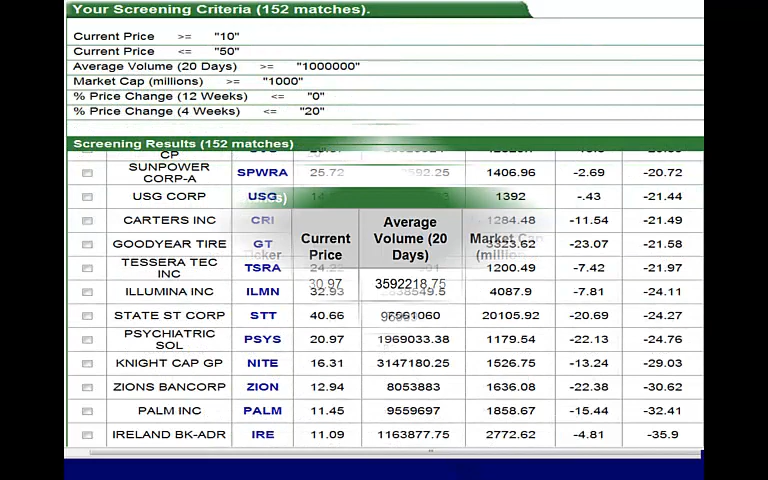 Your Screening Criteria (152 matches).
Current Price >= "10"
Current Price <= "50"
Average Volume (20 Days) >= "1000000"
Market Cap (millions) >= "1000"
% Price Change (12 Weeks) <= "0"
% Price Change (4 Weeks) <= "20"
Screening Results (152 matches)
CP
SUNPOWER CORP-A SPWRA 25.72 1406.96 -2.69 -20.72
USG CORP USG 1392 -.43 -21.44
CARTERS INC CRI 1284.48 -11.54 -21.49
Current Price Average Volume (20 Days) Market Cap
GOODYEAR TIRE GT 3323.62 -23.07 -21.58
TESSERA TEC INC TSRA 1200.49 -7.42 -21.97
30.97 3592218.75
ILLUMINA INC ILMN 32.93 4087.9 -7.81 -24.11
STATE ST CORP STT 40.66 20105.92 -20.69 -24.27
PSYCHIATRIC SOL PSYS 20.97 1969033.38 1179.54 -22.13 -24.76
KNIGHT CAP GP NITE 16.31 3147180.25 1526.75 -13.24 -29.03
ZIONS BANCORP ZION 12.94 8053883 1636.08 -22.38 -30.62
PALM INC PALM 11.45 9559697 1858.67 -15.44 -32.41
IRELAND BK-ADR IRE 11.09 1163877.75 2772.62 -4.81 -35.9